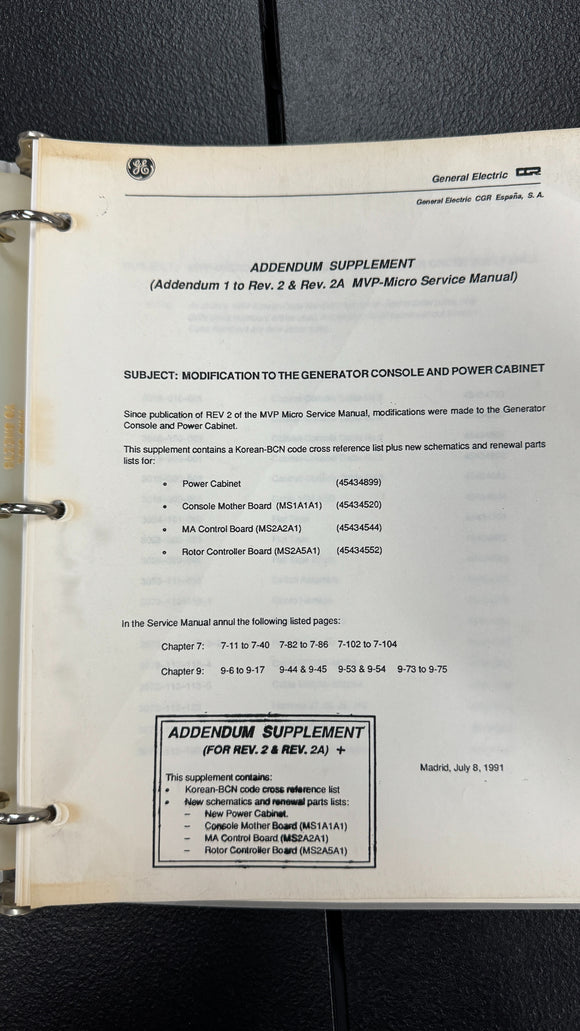 GE
General Electric CGR
General Electric CGR España, S. A.
ADDENDUM SUPPLEMENT
(Addendum 1 to Rev. 2 & Rev. 2A MVP-Micro Service Manual)
SUBJECT: MODIFICATION TO THE GENERATOR CONSOLE AND POWER CABINET
Since publication of REV 2 of the MVP Micro Service Manual, modifications were made to the Generator
Console and Power Cabinet.
This supplement contains a Korean-BCN code cross reference list plus new schematics and renewal parts
lists for:
• Power Cabinet (45434899)
• Console Mother Board (MS1A1A1) (45434520)
• MA Control Board (MS2A2A1) (45434544)
• Rotor Controller Board (MS2A5A1) (45434552)
In the Service Manual annul the following listed pages:
Chapter 7: 7-11 to 7-40 7-82 to 7-86 7-102 to 7-104
Chapter 9: 9-6 to 9-17 9-44 & 9-45 9-53 & 9-54 9-73 to 9-75
ADDENDUM SUPPLEMENT
(FOR REV. 2 & REV. 2A) +
This supplement contains:
• Korean-BCN code cross reference list
• New schematics and renewal parts lists:
– New Power Cabinet.
– Console Mother Board (MS1A1A1)
– MA Control Board (MS2A2A1)
– Rotor Controller Board (MS2A5A1)
Madrid, July 8, 1991